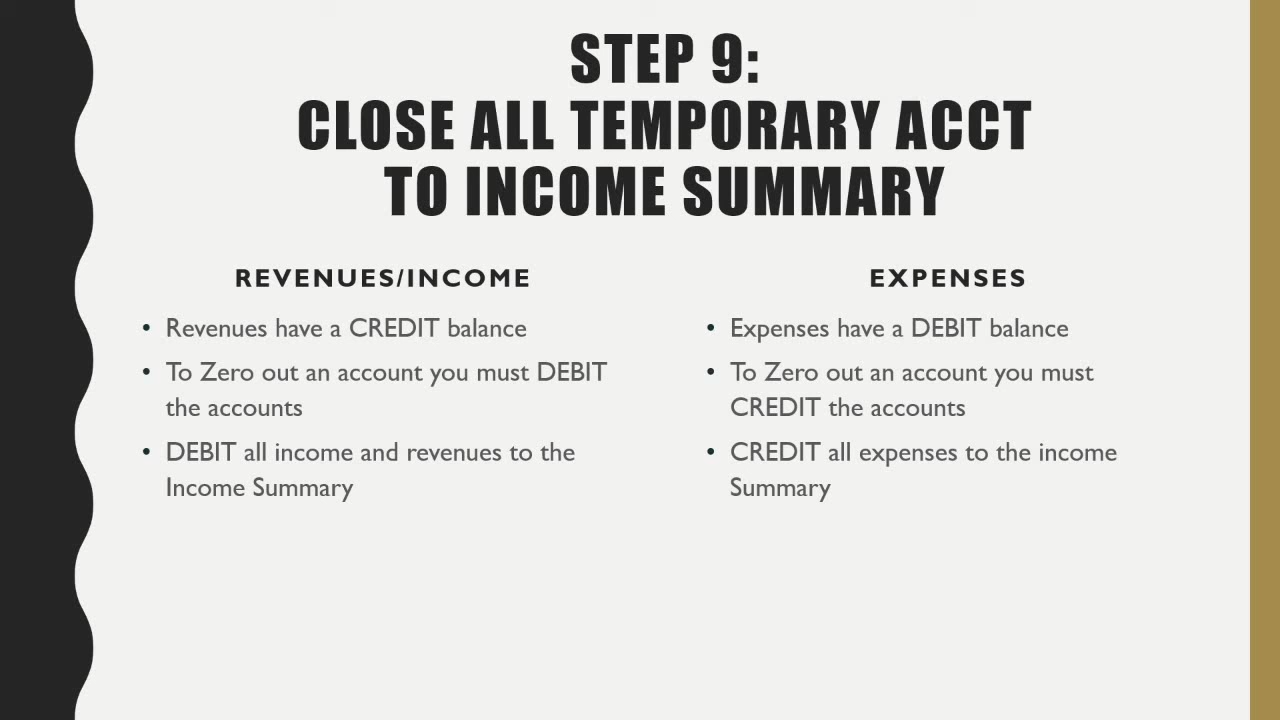 STEP 9:
CLOSE ALL TEMPORARY ACCT
TO INCOME SUMMARY
REVENUES/INCOME
• Revenues have a CREDIT balance
• To Zero out an account you must DEBIT
the accounts
• DEBIT all income and revenues to the
Income Summary
EXPENSES
• Expenses have a DEBIT balance
• To Zero out an account you must
CREDIT the accounts
• CREDIT all expenses to the income
Summary